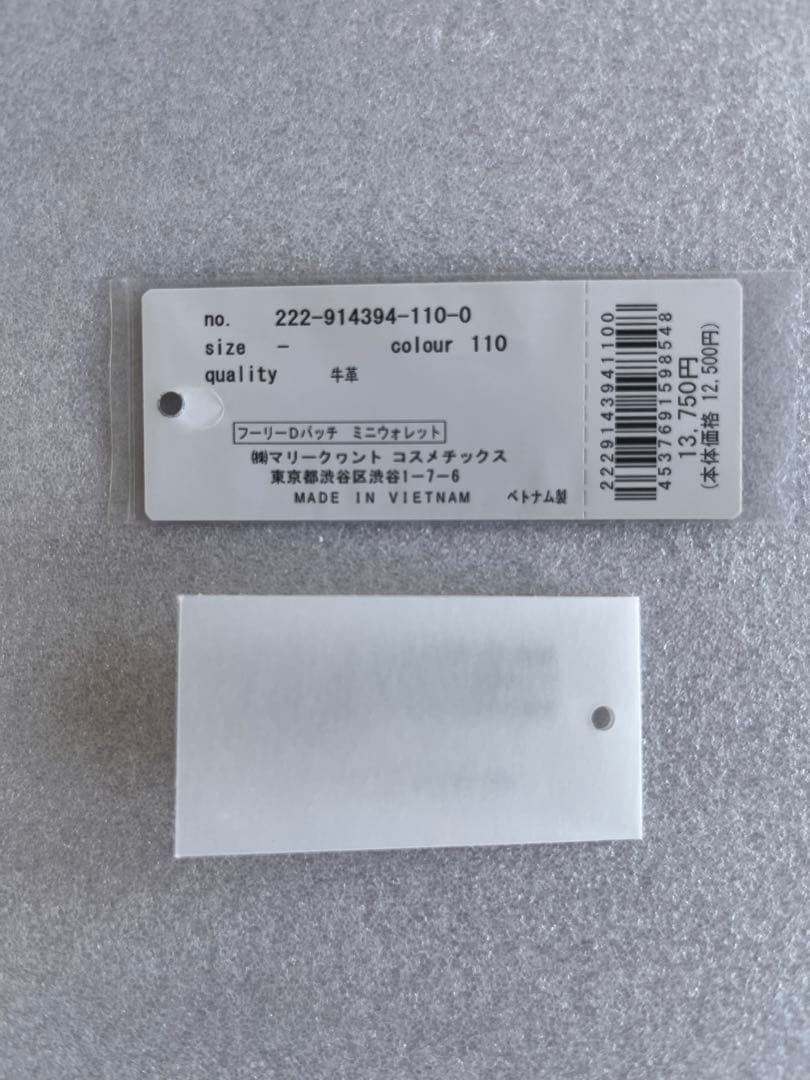 no. 222-914394-110-0
size - colour 110
quality 牛革
フーリーDパッチ ミニウォレット
㈱マリークヮント コスメチックス
東京都渋谷区渋谷1-7-6
MADE IN VIETNAM ベトナム製
2229143941100
4537691598548
13,750円
(本体価格 12,500円)